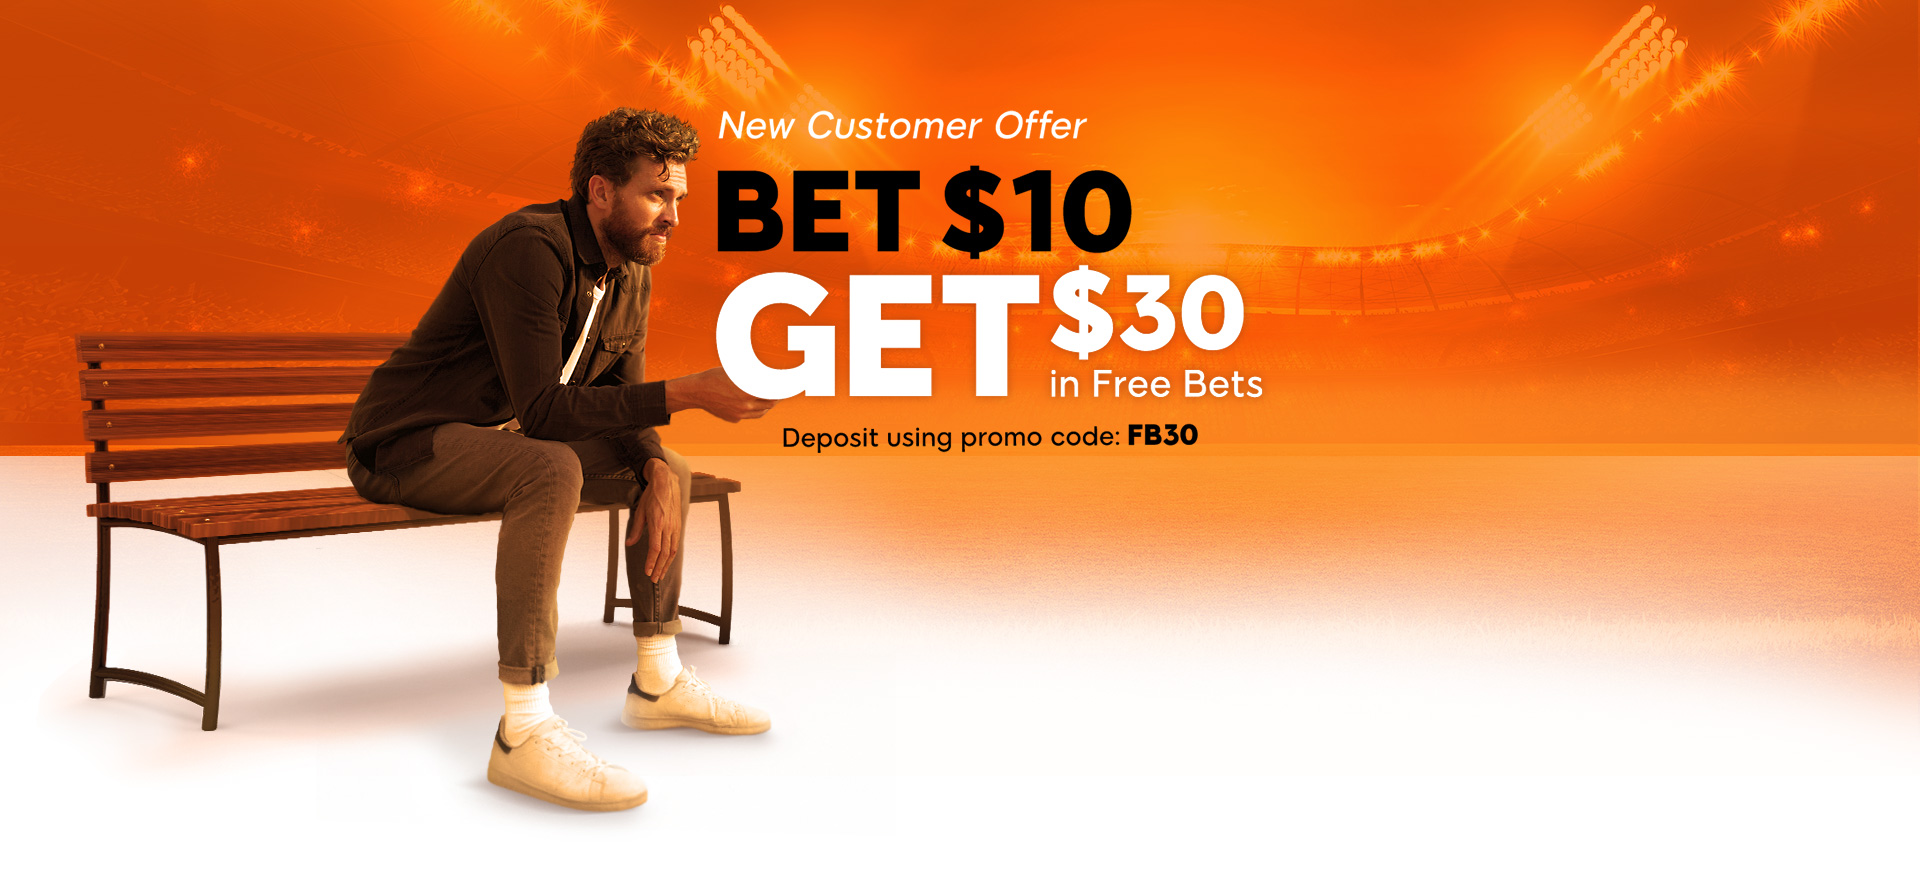 New Customer Offer
BET $10
GET $30
in Free Bets
Deposit using promo code: FB30